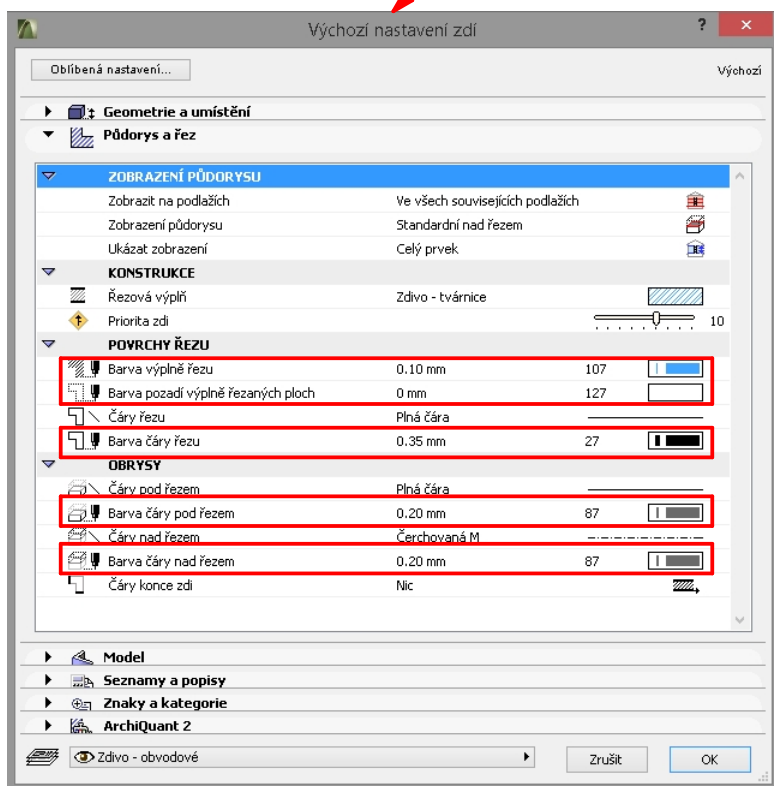 Výchozí nastavení zdí ? ×
Oblíbená nastavení... Výchozí
Geometrie a umístění
Půdorys a řez
ZOBRAZENÍ PŮDORYSU
Zobrazit na podlažích Ve všech souvisejících podlažích
Zobrazení půdorysu Standardní nad řezem
Ukázat zobrazení Celý prvek
KONSTRUKCE
Řezová výplň Zdivo - tvárnice
Priorita zdi 10
POVRCHY ŘEZU
Barva výplně řezu 0.10 mm 107
Barva pozadí výplně řezaných ploch 0 mm 127
Čáry řezu Plná čára
Barva čáry řezu 0.35 mm 27
OBRYSY
Čáry pod řezem Plná čára
Barva čáry pod řezem 0.20 mm 87
Čáry nad řezem Čerchovaná M
Barva čáry nad řezem 0.20 mm 87
Čáry konce zdi Nic
Model
Seznamy a popisy
Znaky a kategorie
ArchiQuant 2
Zdivo - obvodové Zrušit OK